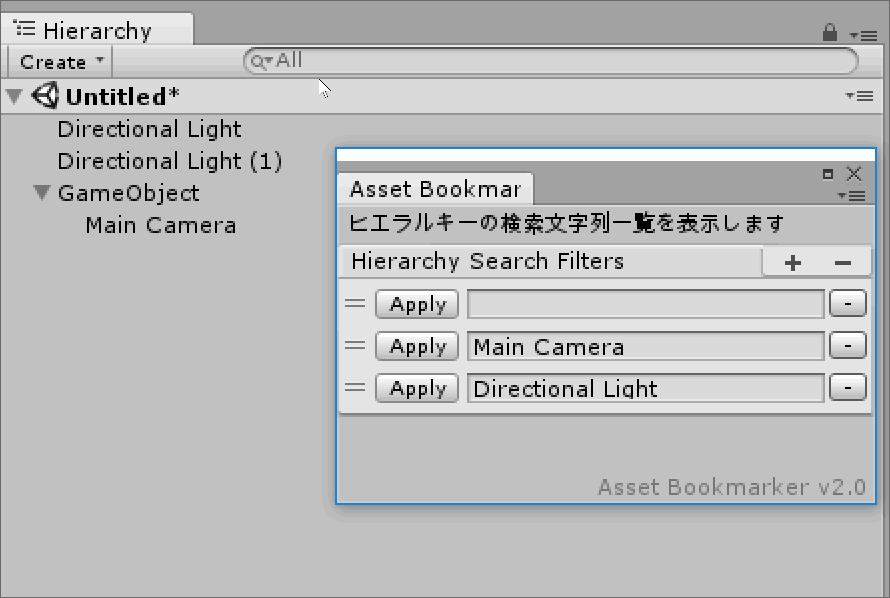 Hierarchy
Create
All
Untitled*
Directional Light
Directional Light (1)
GameObject
Main Camera
Asset Bookmar
ヒエラルキーの検索文字列一覧を表示します
Hierarchy Search Filters
+ -
Apply -
Apply Main Camera -
Apply Directional Light -
Asset Bookmarker v2.0